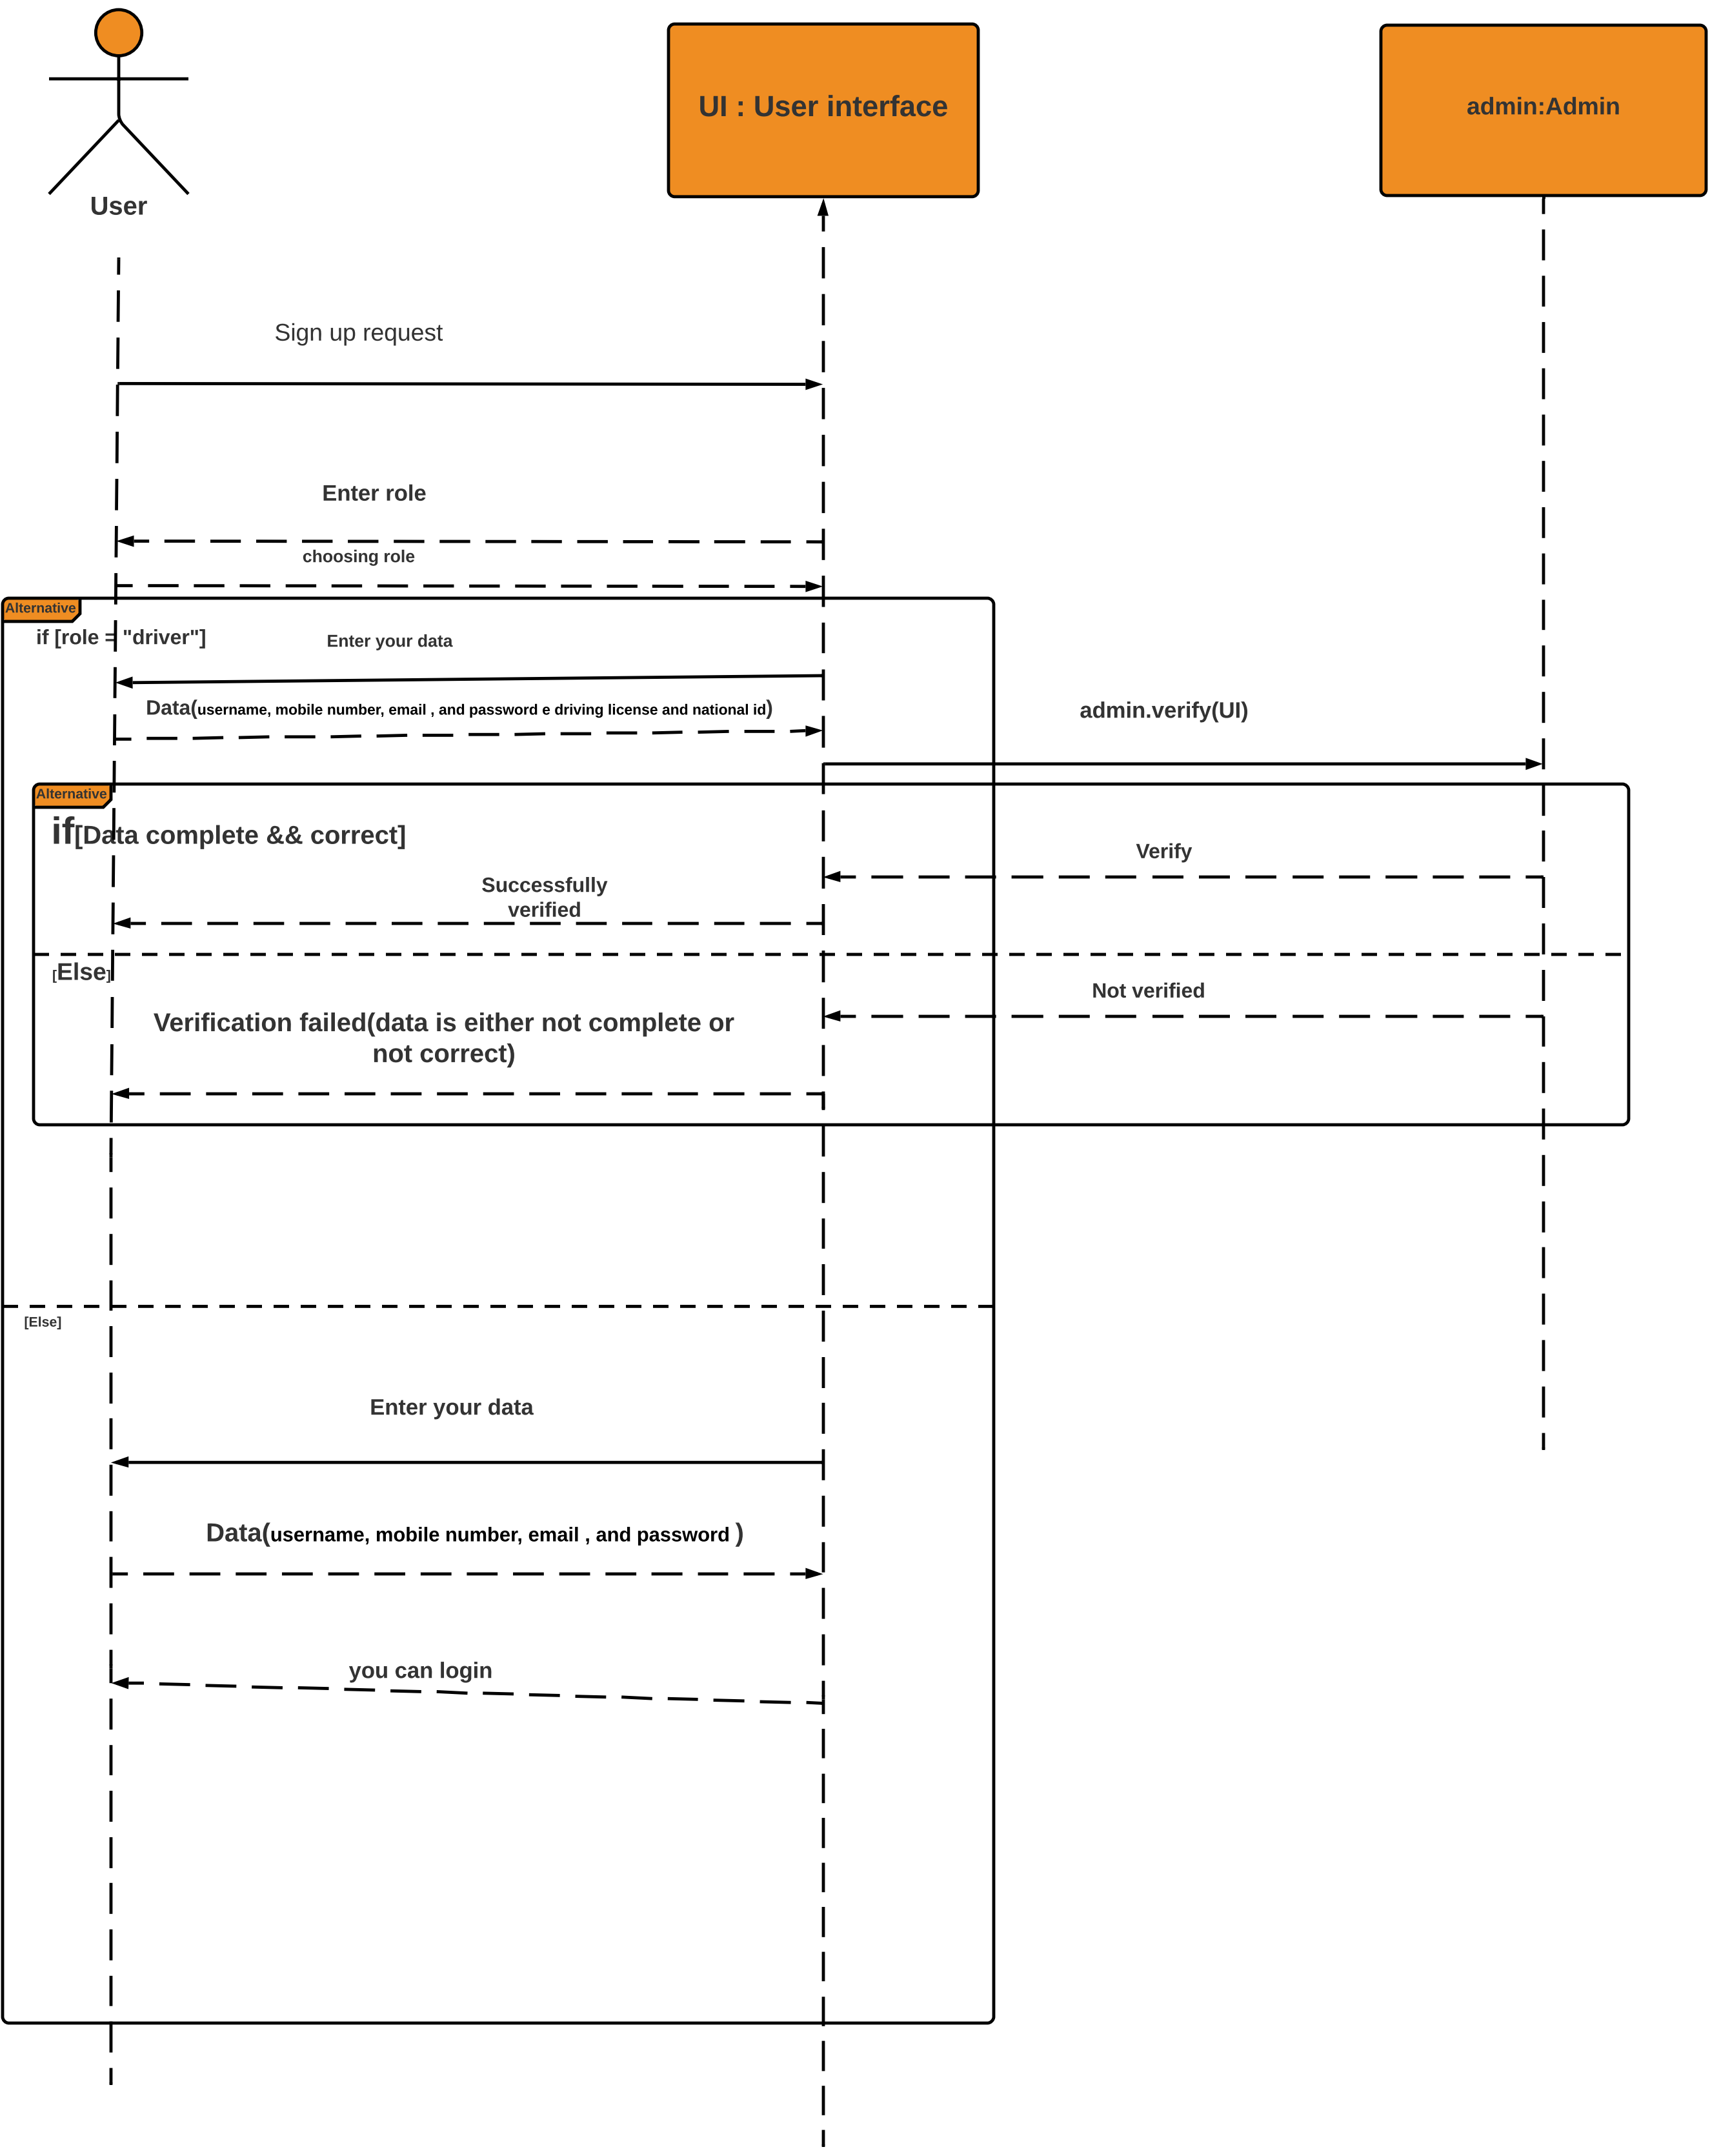 UI : User interface
admin:Admin
User
Sign up request
Enter role
choosing role
Alternative
if [role = "driver"]
Enter your data
Data(username, mobile number, email , and password e driving license and national id)
admin.verify(UI)
Alternative
if[Data complete && correct]
Verify
Successfully
verified
[Else]
Not verified
Verification failed(data is either not complete or
not correct)
[Else]
Enter your data
Data(username, mobile number, email , and password )
you can login